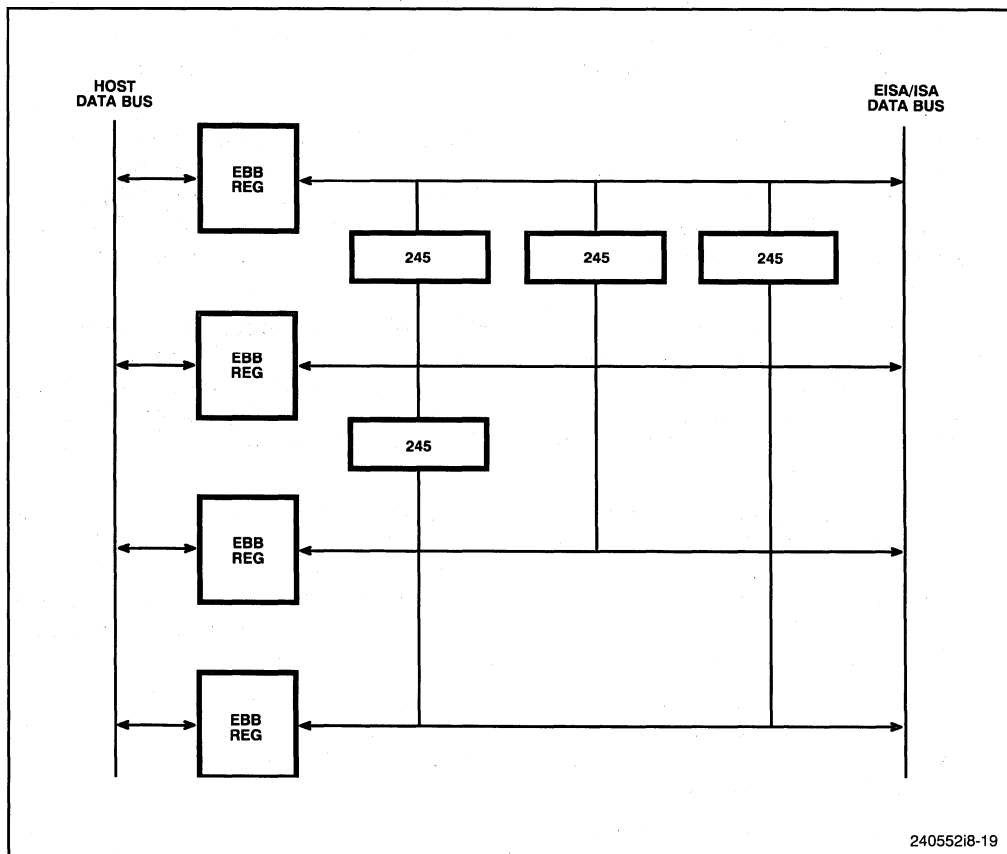 HOST
DATA BUS
EISA/ISA
DATA BUS
EBB
REG
245
245
245
EBB
REG
245
EBB
REG
EBB
REG
240552i8-19